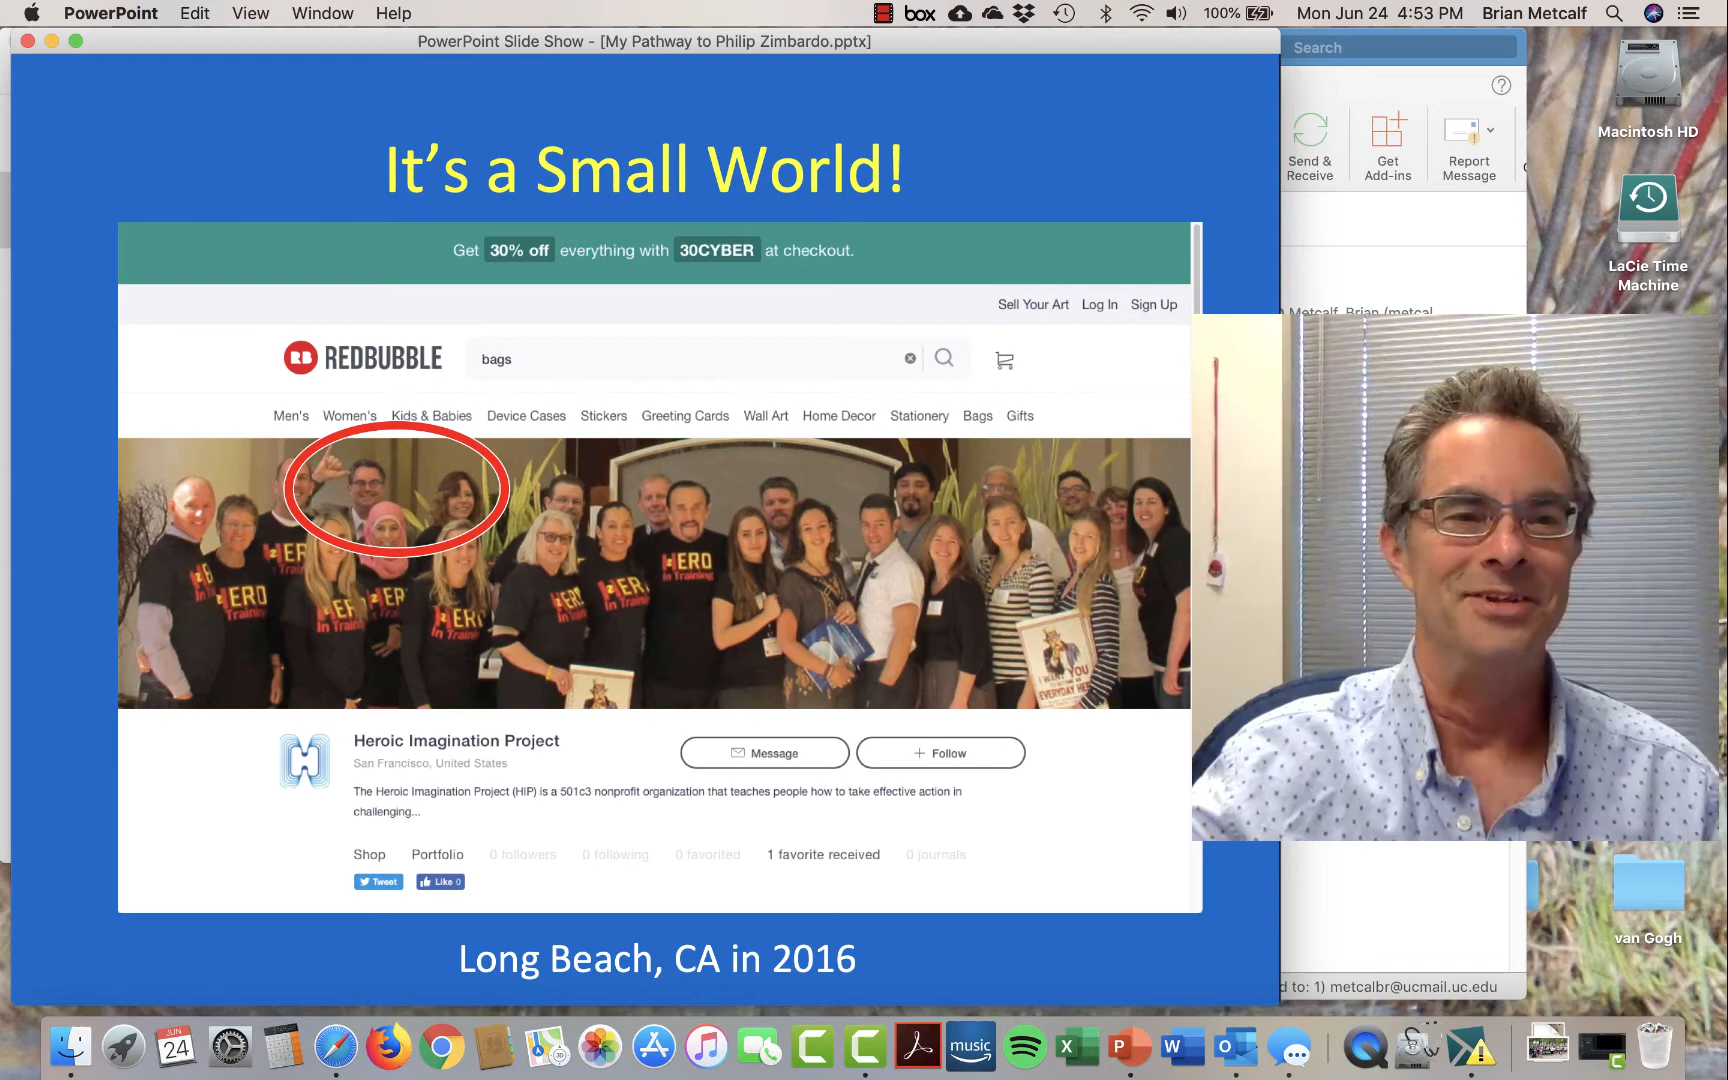 PowerPoint Edit View Window Help
box
100%
Mon Jun 24 4:53 PM
Brian Metcalf
PowerPoint Slide Show - [My Pathway to Philip Zimbardo.pptx]
It's a Small World!
Get 30% off everything with 30CYBER at checkout.
Sell Your Art Log In Sign Up
RB REDBUBBLE
bags
Men's Women's Kids & Babies Device Cases Stickers Greeting Cards Wall Art Home Decor Stationery Bags Gifts
HERO
In Training
Heroic Imagination Project
San Francisco, United States
Message
Follow
The Heroic Imagination Project (HIP) is a 501c3 nonprofit organization that teaches people how to take effective action in
challenging...
Shop Portfolio 0 followers 0 following 0 favorited 1 favorite received 0 journals
Tweet
Like 0
Long Beach, CA in 2016
Search
Send &
Receive
Get
Add-ins
Report
Message
Metcalf, Brian (metcal
d to: 1) metcalbr@ucmail.uc.edu
Macintosh HD
LaCie Time
Machine
van Gogh
JUN
24
music